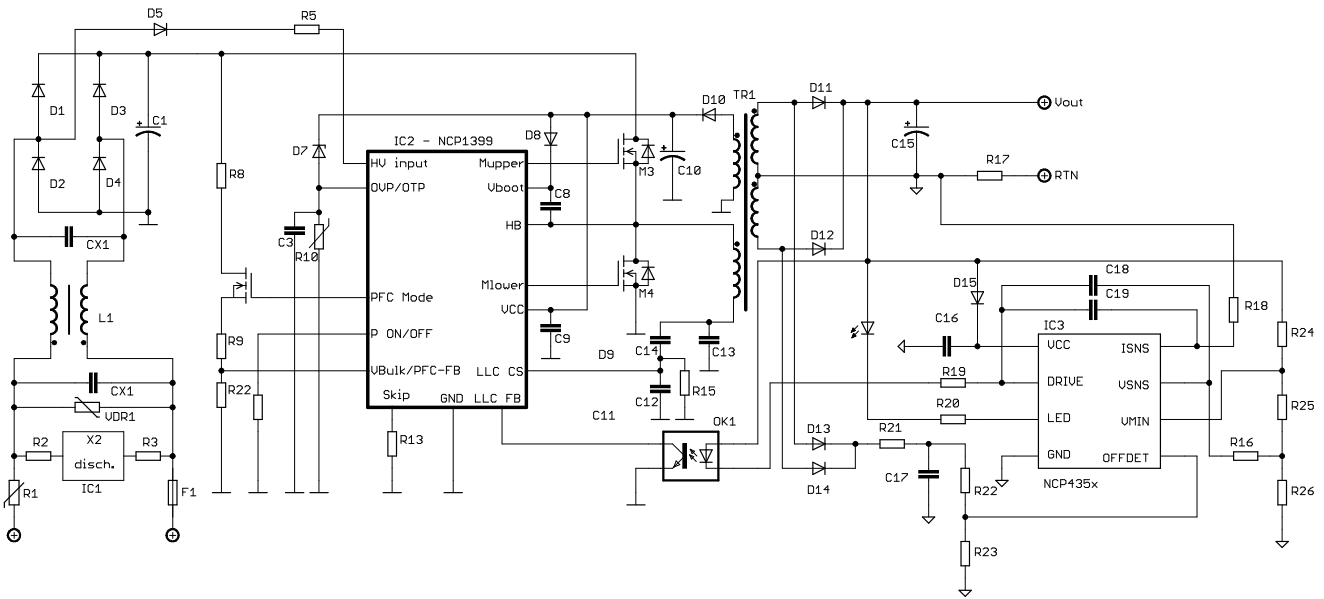 D5
R5
D1
D3
C1
D2
D4
CX1
L1
CX1
VDR1
R2
X2
disch.
IC1
R3
R1
F1
R8
R9
R22
D7
C3
R10
IC2 - NCP1399
HV input
OVP/OTP
PFC Mode
P ON/OFF
VBulk/PFC-FB
Skip
GND
LLC FB
Mupper
Vboot
HB
Mlower
VCC
LLC CS
R13
D8
C8
C9
M3
M4
C10
D10
TR1
D9
C14
C13
C12
R15
C11
OK1
D11
D12
C15
Vout
R17
RTN
D15
C16
C18
C19
R18
R24
R25
R16
R26
R19
R20
IC3
VCC
DRIVE
LED
GND
ISNS
VSNS
VMIN
OFFDET
NCP435x
D13
D14
R21
C17
R22
R23